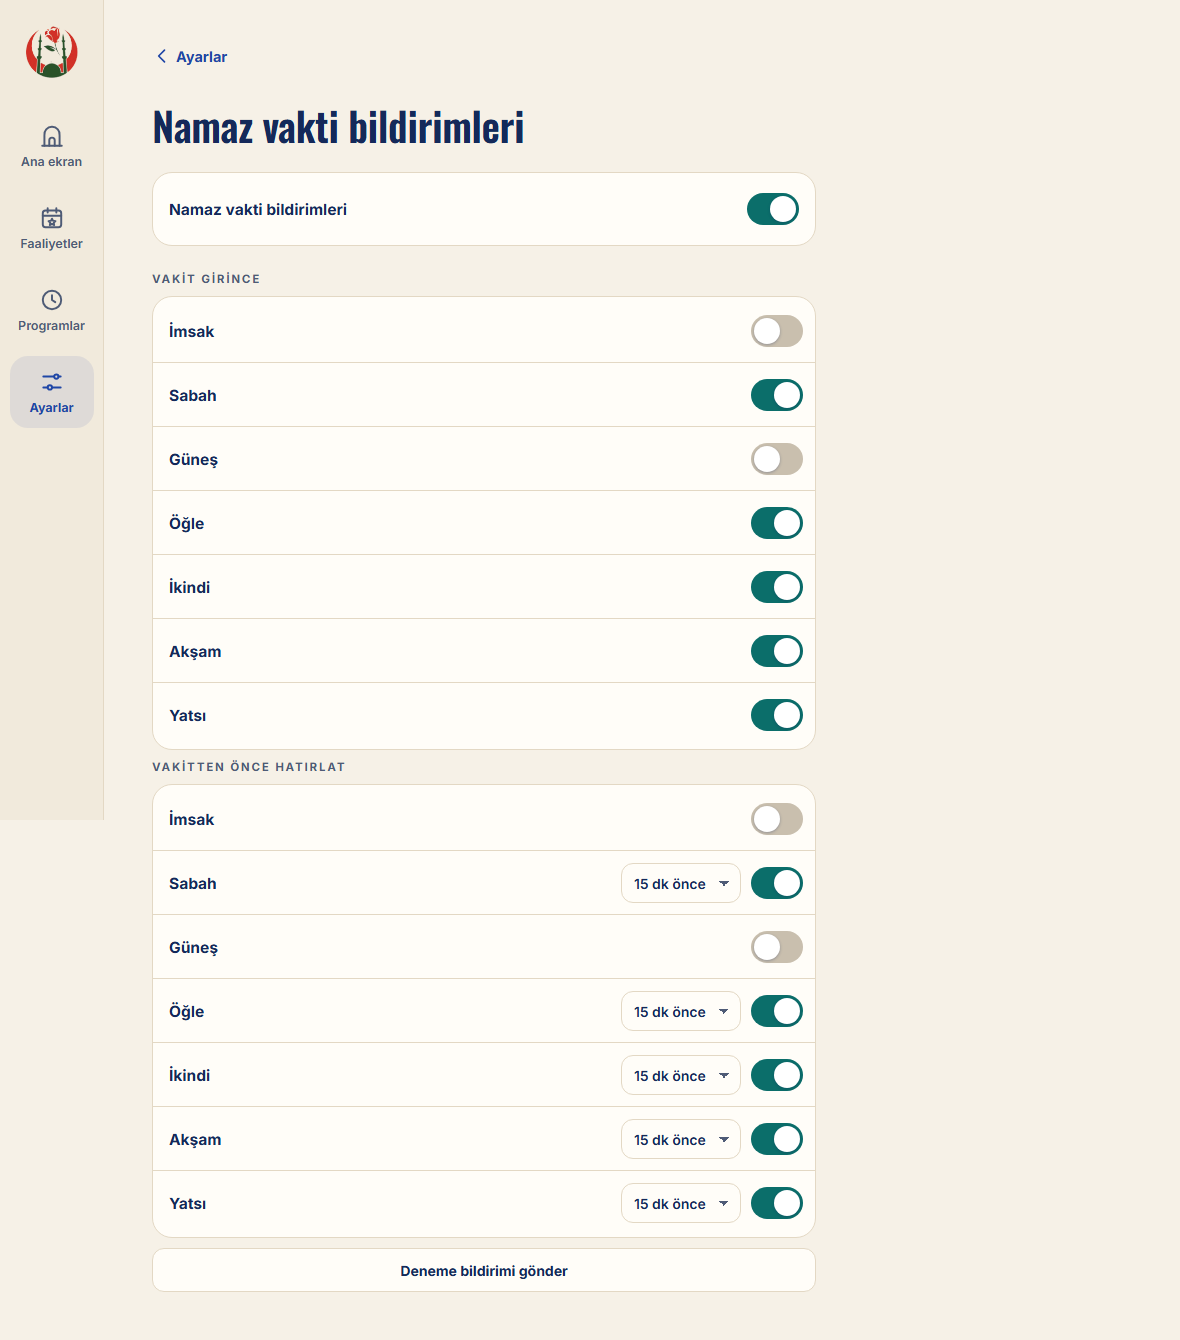 Ayarlar
Namaz vakti bildirimleri
Namaz vakti bildirimleri
VAKİT GİRİNCE
İmsak
Sabah
Güneş
Öğle
İkindi
Akşam
Yatsı
VAKİTTEN ÖNCE HATIRLAT
İmsak
Sabah 15 dk önce
Güneş
Öğle 15 dk önce
İkindi 15 dk önce
Akşam 15 dk önce
Yatsı 15 dk önce
Deneme bildirimi gönder
Ana ekran
Faaliyetler
Programlar
Ayarlar